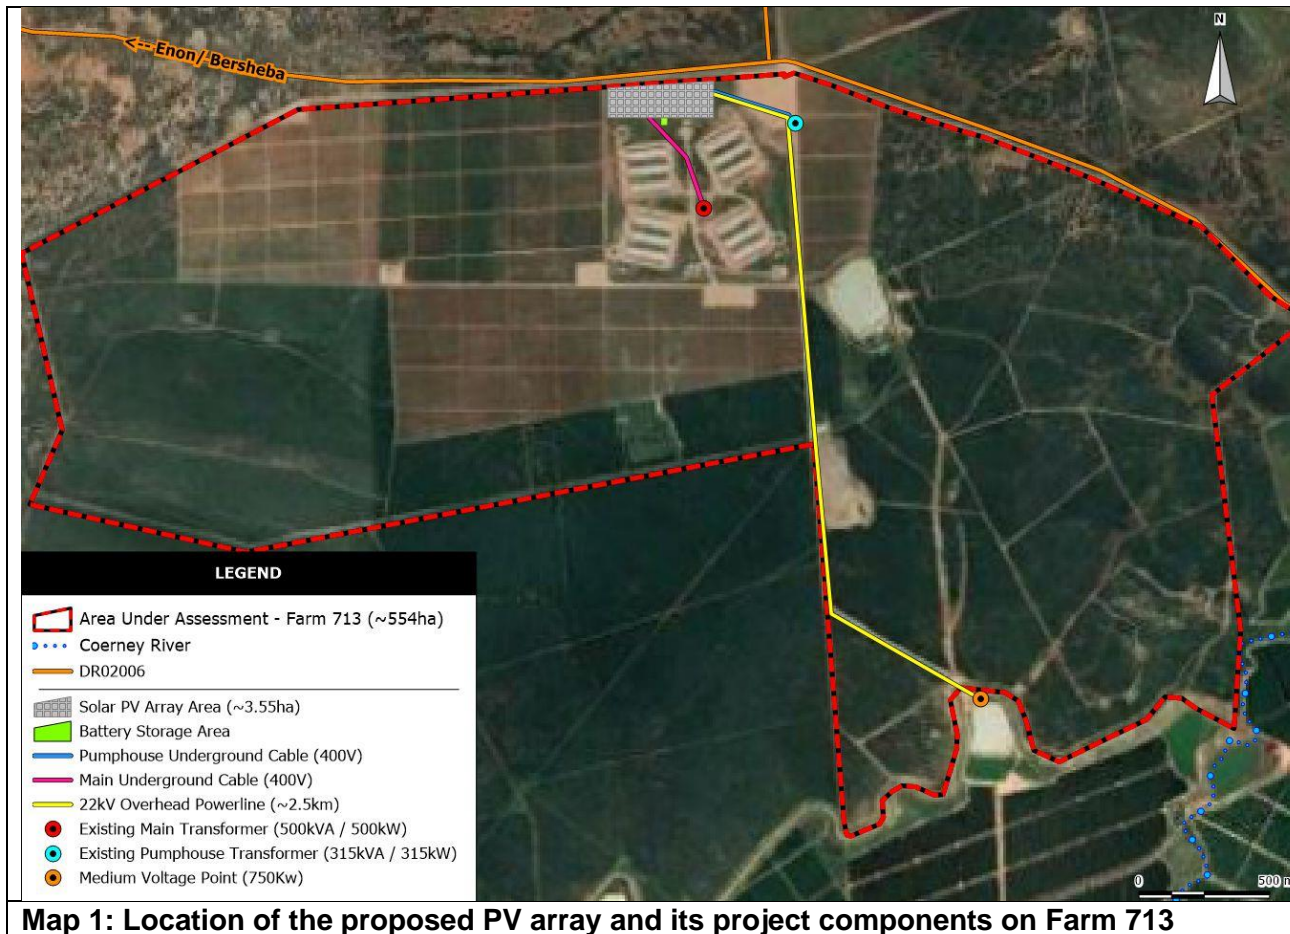 <-- Enon/Bersheba
N
LEGEND
Area Under Assessment - Farm 713 (~554ha)
Coerney River
DR02006
Solar PV Array Area (~3.55ha)
Battery Storage Area
Pumphouse Underground Cable (400V)
Main Underground Cable (400V)
22kV Overhead Powerline (~2.5km)
Existing Main Transformer (500kVA / 500kW)
Existing Pumphouse Transformer (315kVA / 315kW)
Medium Voltage Point (750Kw)
0 500 m
Map 1: Location of the proposed PV array and its project components on Farm 713